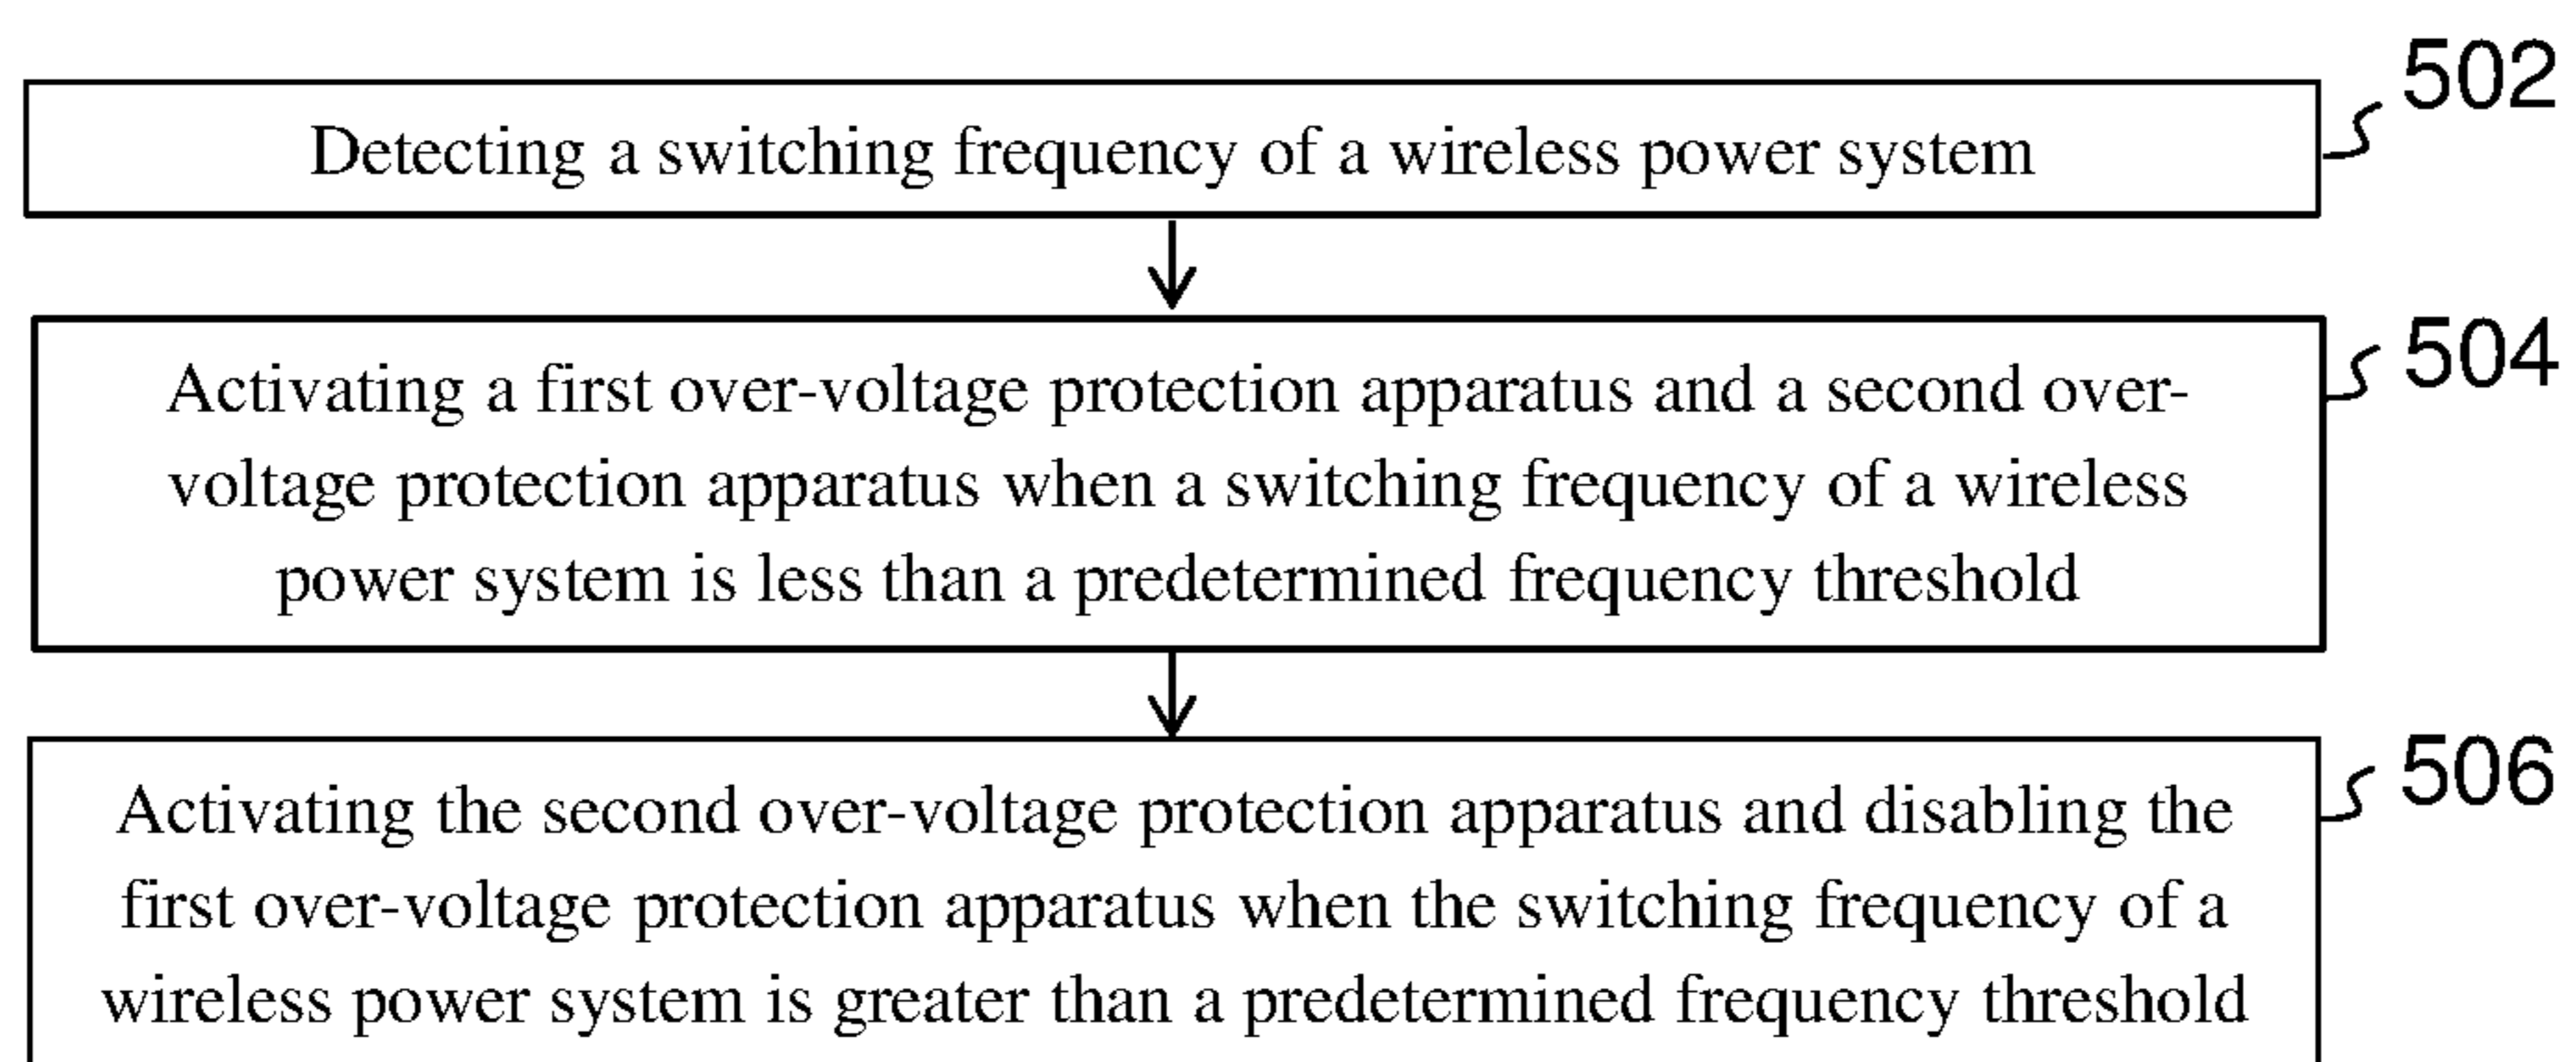 502
Detecting a switching frequency of a wireless power system
504
Activating a first over-voltage protection apparatus and a second over-
voltage protection apparatus when a switching frequency of a wireless
power system is less than a predetermined frequency threshold
506
Activating the second over-voltage protection apparatus and disabling the
first over-voltage protection apparatus when the switching frequency of a
wireless power system is greater than a predetermined frequency threshold